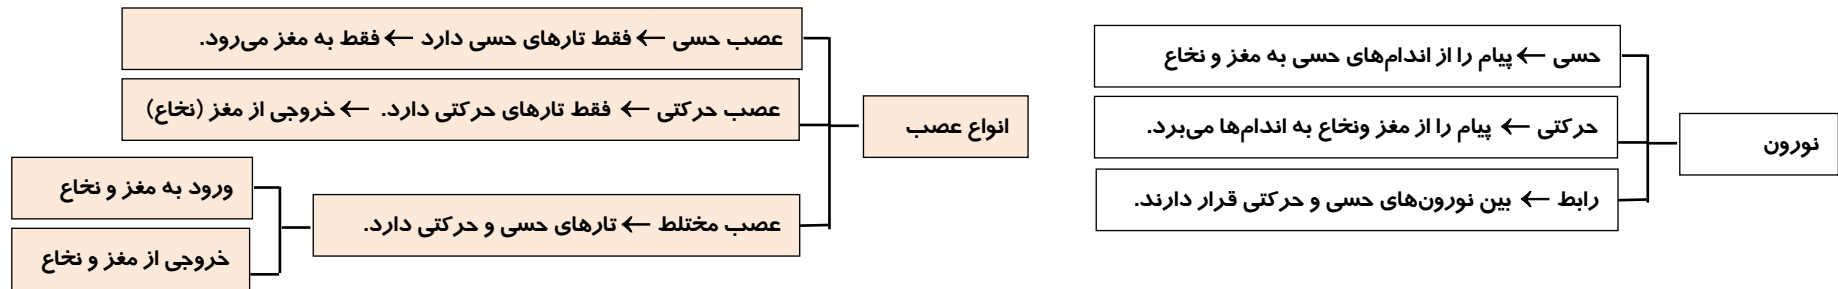 نورون
حسی ← پیام را از اندام‌های حسی به مغز و نخاع
حرکتی ← پیام را از مغز ونخاع به اندام‌ها می‌برد.
رابط ← بین نورون‌های حسی و حرکتی قرار دارند.
انواع عصب
عصب حسی ← فقط تارهای حسی دارد ← فقط به مغز می‌رود.
عصب حرکتی ← فقط تارهای حرکتی دارد. ← خروجی از مغز (نخاع)
عصب مختلط ← تارهای حسی و حرکتی دارد.
ورود به مغز و نخاع
خروجی از مغز و نخاع